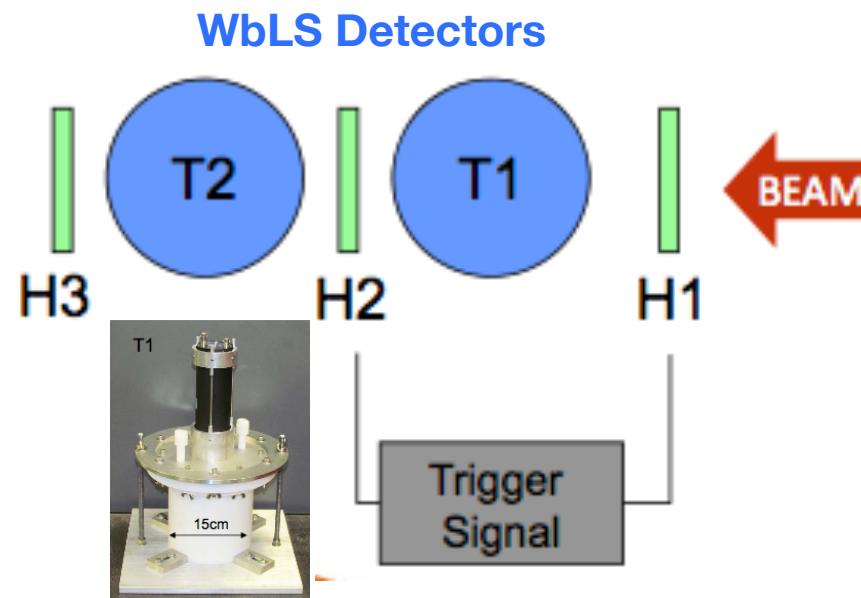 WbLS Detectors
T2
T1
BEAM
H3
H2
H1
T1
15cm
Trigger
Signal